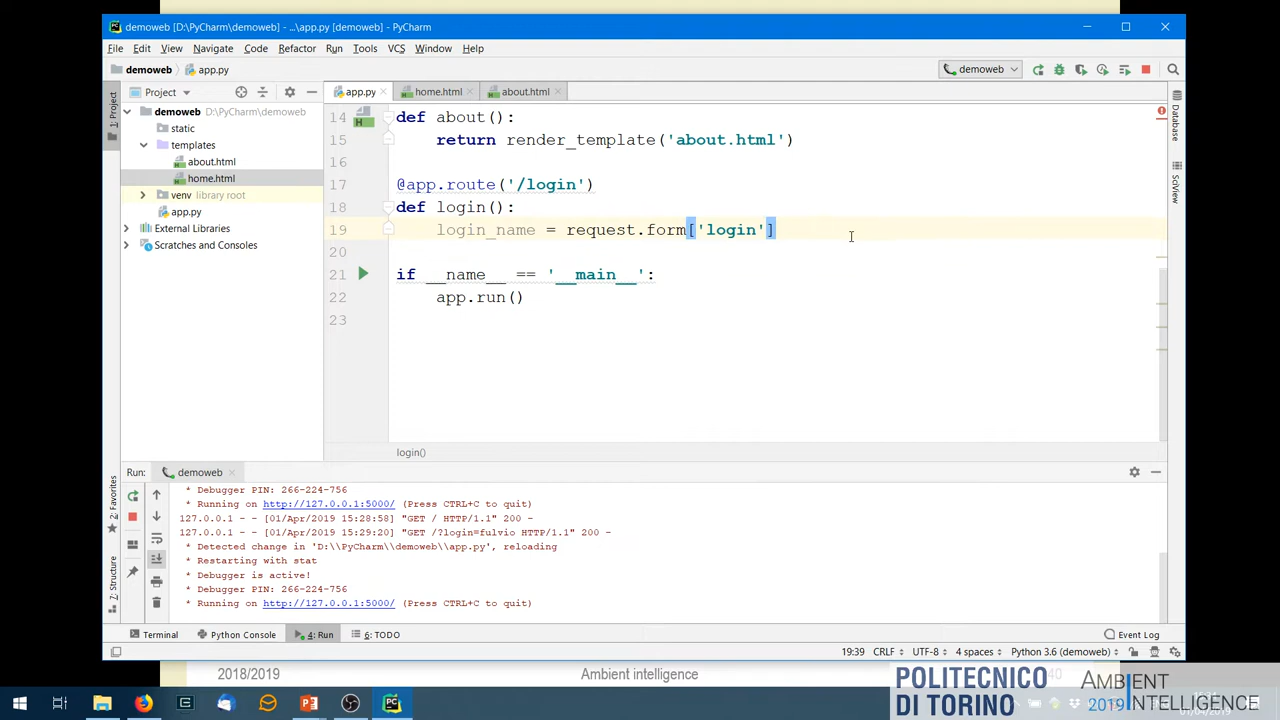 demoweb [D:\PyCharm\demoweb] - ...\app.py [demoweb] - PyCharm
File Edit View Navigate Code Refactor Run Tools VCS Window Help
demoweb app.py demoweb
Project app.py home.html about.html
1: Project
demoweb D:\PyCharm\demoweb
static
templates
about.html
home.html
venv library root
app.py
External Libraries
Scratches and Consoles
14 def about():
15 return render_template('about.html')
16
17 @app.route('/login')
18 def login():
19 login_name = request.form['login']
20
21 if __name__ == '__main__':
22 app.run()
23
login()
Database
SciView
Run: demoweb
2: Favorites
7: Structure
* Debugger PIN: 266-224-756
* Running on http://127.0.0.1:5000/ (Press CTRL+C to quit)
127.0.0.1 - - [01/Apr/2019 15:28:58] "GET / HTTP/1.1" 200 -
127.0.0.1 - - [01/Apr/2019 15:29:20] "GET /?login=fulvio HTTP/1.1" 200 -
* Detected change in 'D:\\PyCharm\\demoweb\\app.py', reloading
* Restarting with stat
* Debugger is active!
* Debugger PIN: 266-224-756
* Running on http://127.0.0.1:5000/ (Press CTRL+C to quit)
Terminal Python Console 4: Run 6: TODO Event Log
19:39 CRLF UTF-8 4 spaces Python 3.6 (demoweb)
2018/2019 Ambient intelligence 40
POLITECNICO
DI TORINO
AMBIENT
2019 INTELLIGENCE